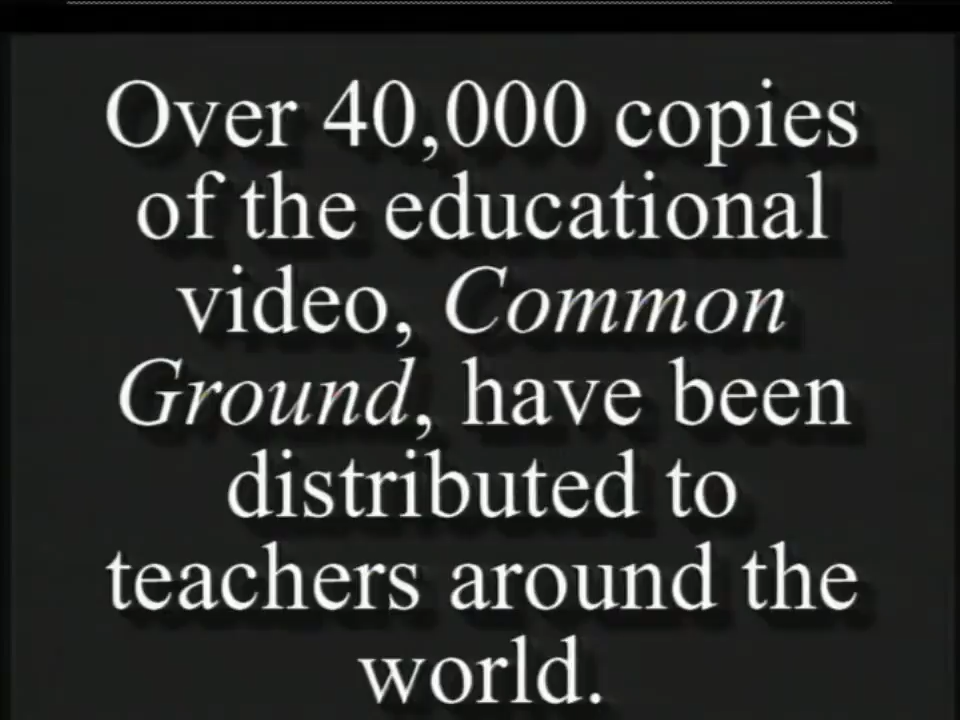 Over 40,000 copies
of the educational
video, Common
Ground, have been
distributed to
teachers around the
world.